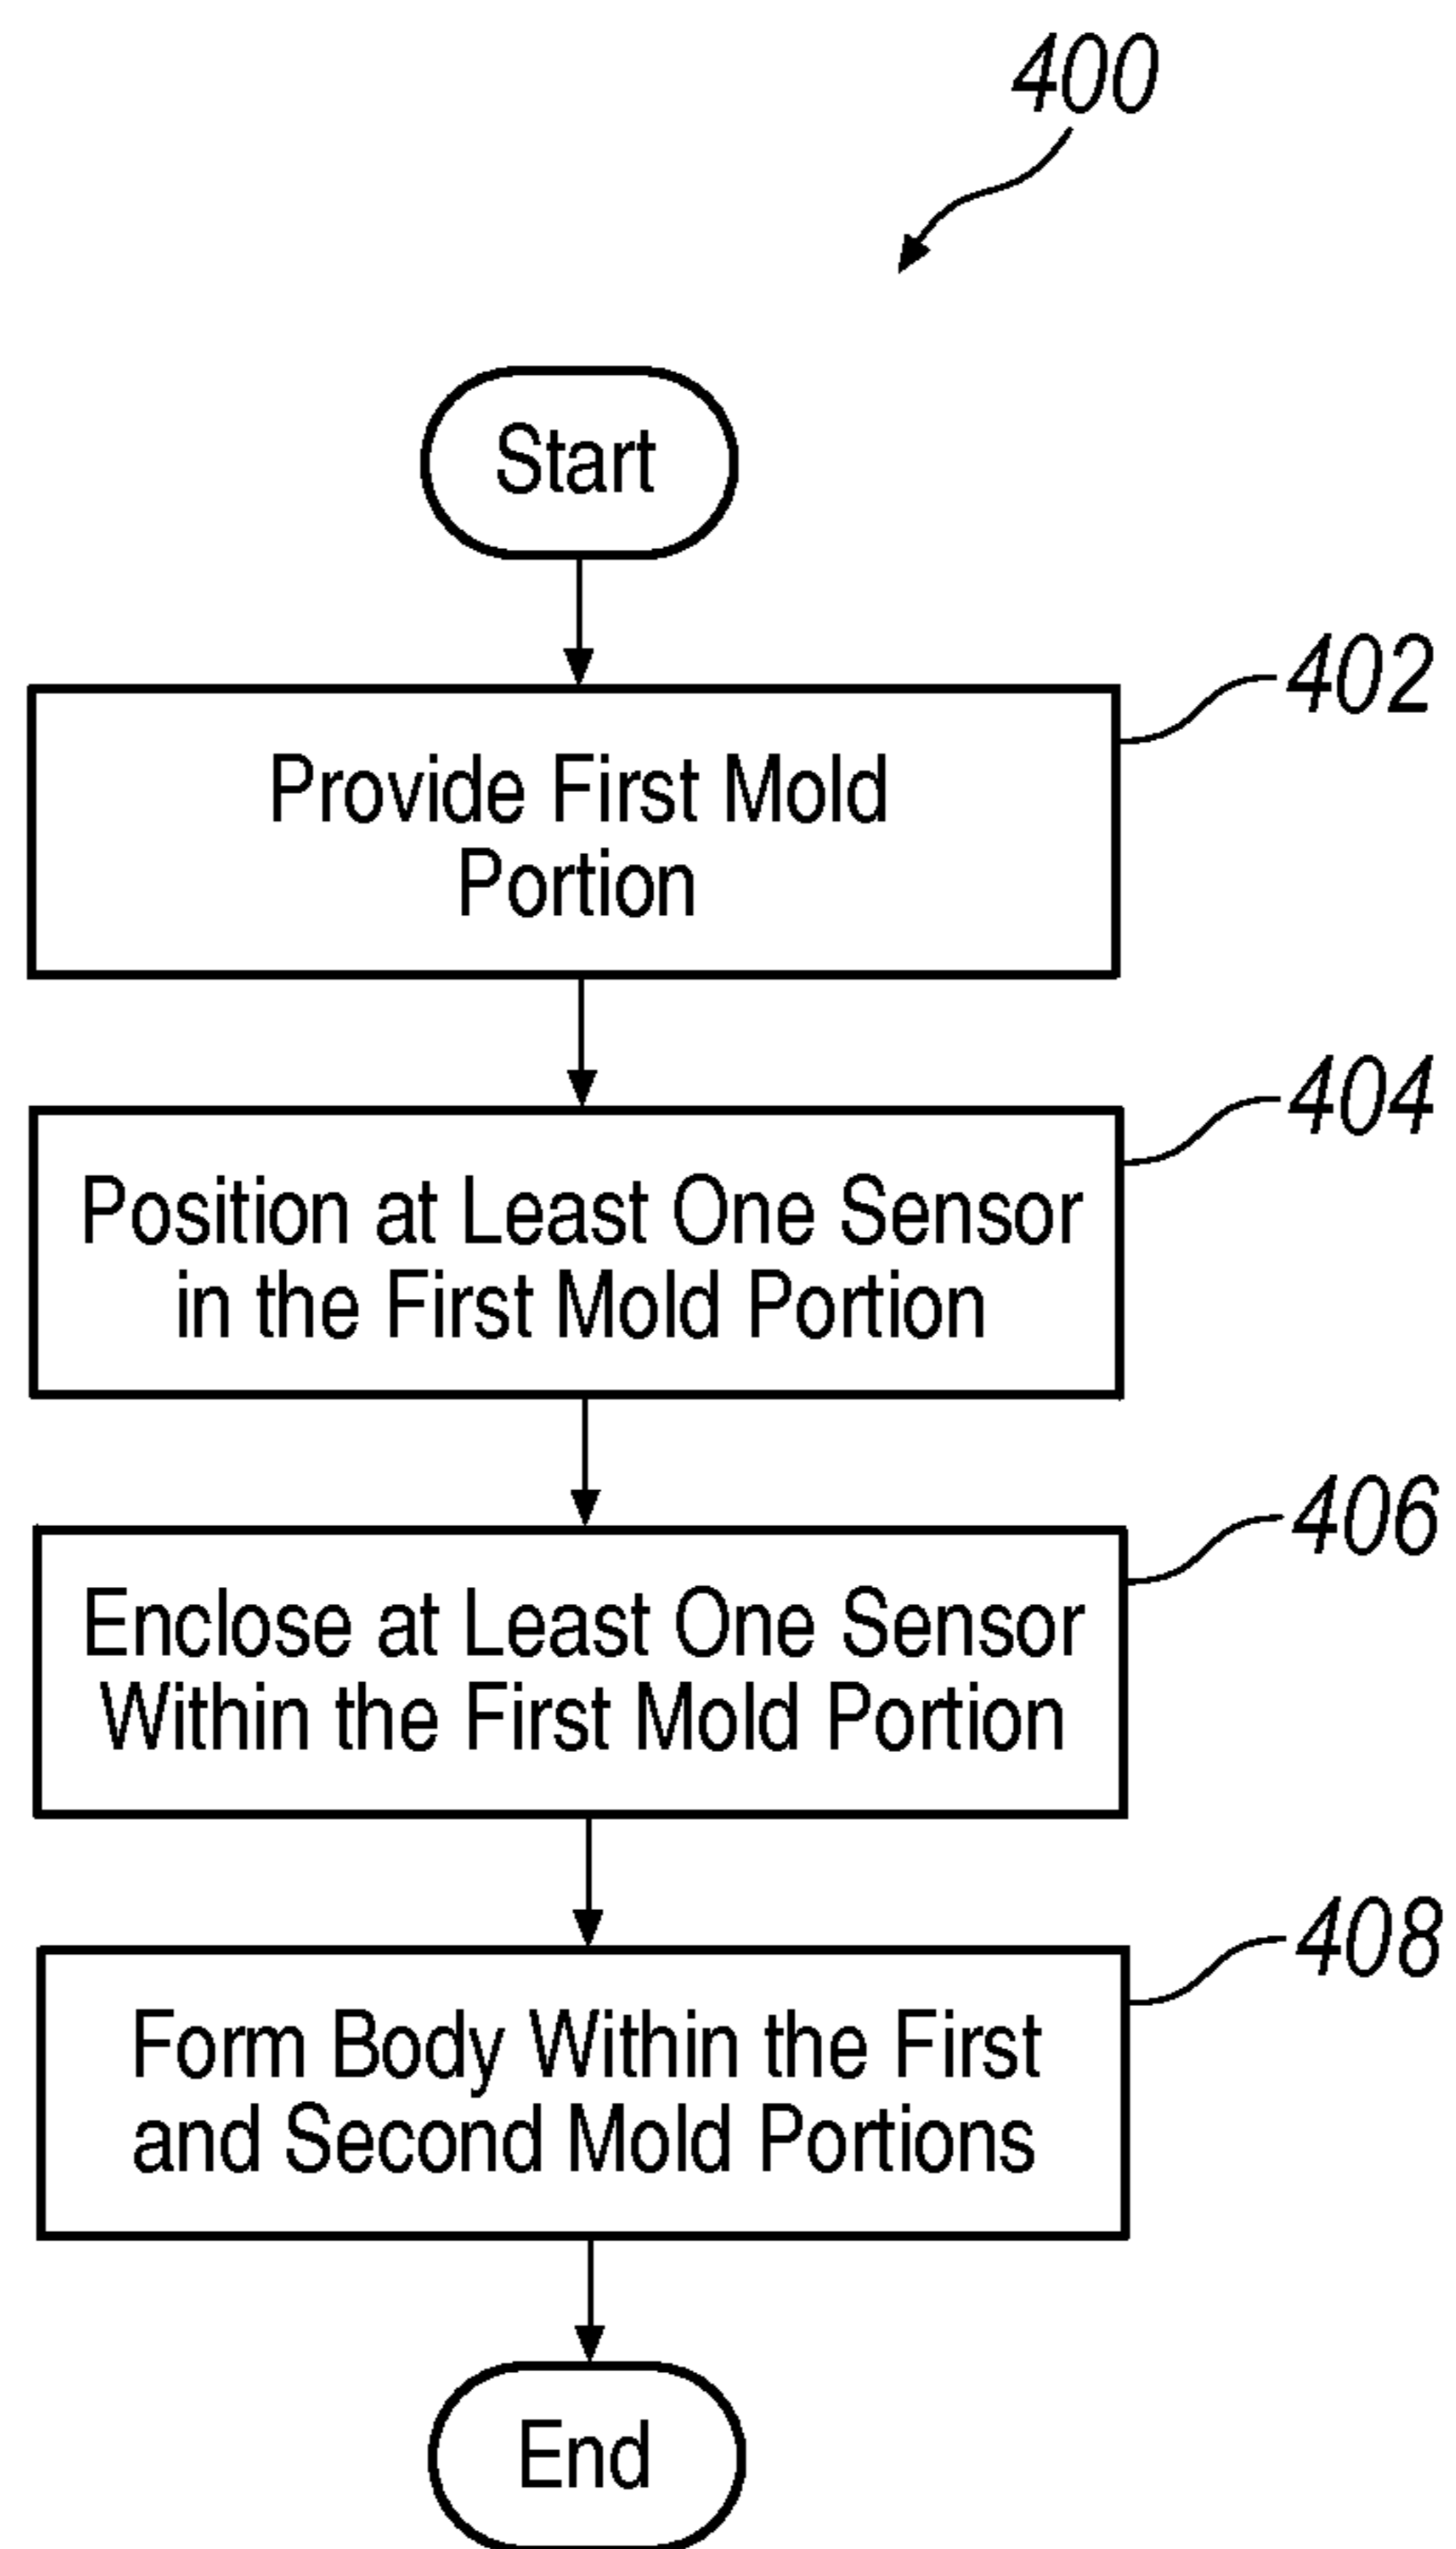 400
Start
402
Provide First Mold
Portion
404
Position at Least One Sensor
in the First Mold Portion
406
Enclose at Least One Sensor
Within the First Mold Portion
408
Form Body Within the First
and Second Mold Portions
End